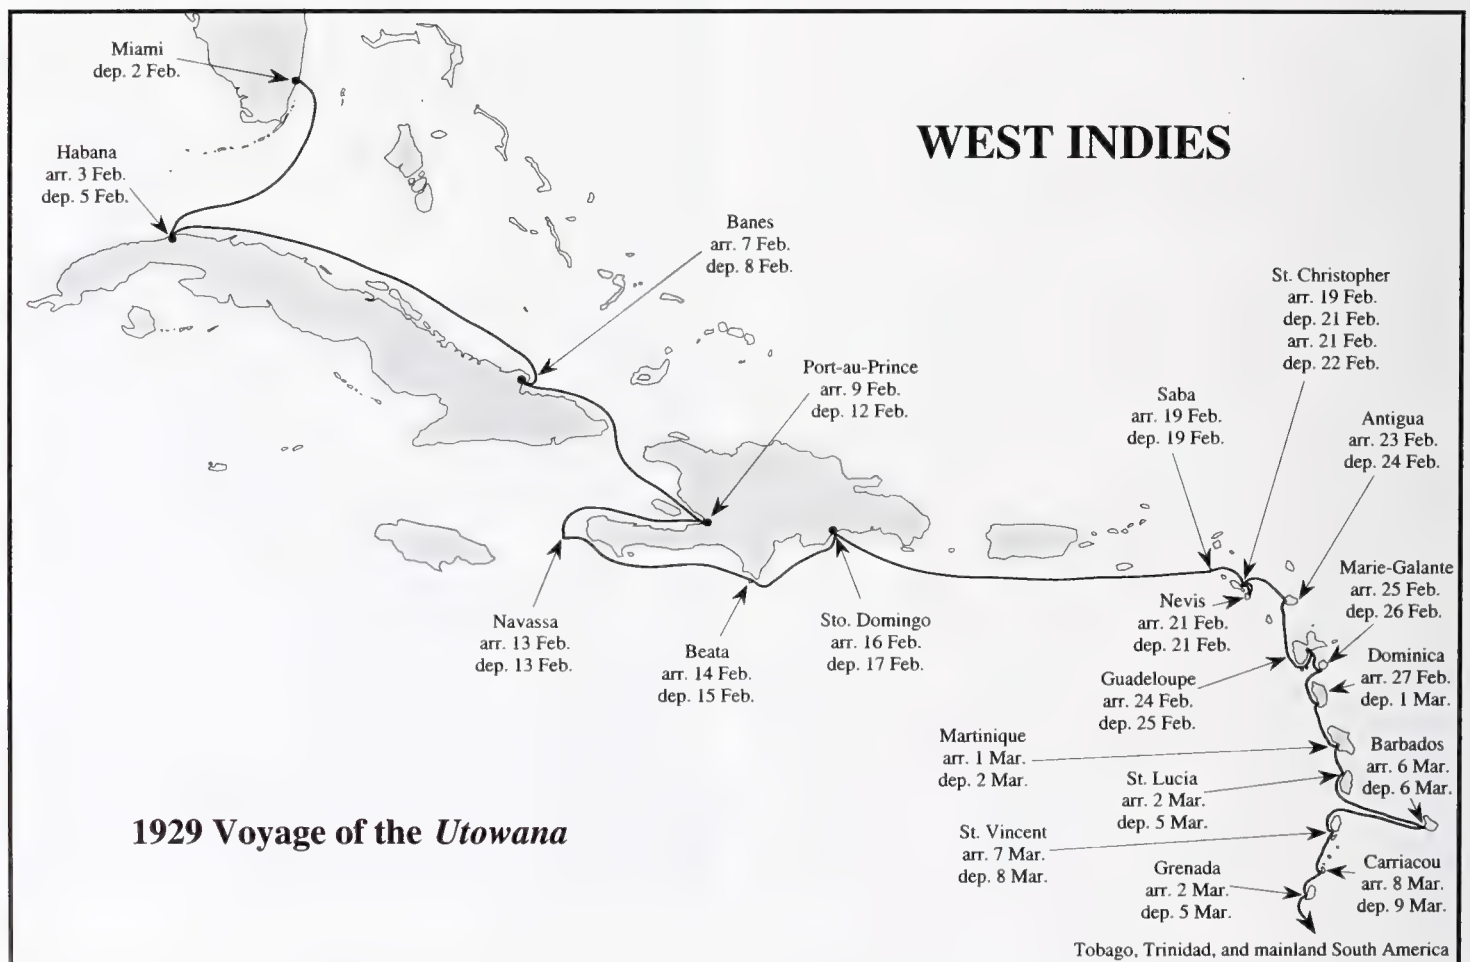 WEST INDIES
Miami
dep. 2 Feb.
Habana
arr. 3 Feb.
dep. 5 Feb.
Banes
arr. 7 Feb.
dep. 8 Feb.
Port-au-Prince
arr. 9 Feb.
dep. 12 Feb.
Navassa
arr. 13 Feb.
dep. 13 Feb.
Beata
arr. 14 Feb.
dep. 15 Feb.
Sto. Domingo
arr. 16 Feb.
dep. 17 Feb.
Saba
arr. 19 Feb.
dep. 19 Feb.
St. Christopher
arr. 19 Feb.
dep. 21 Feb.
arr. 21 Feb.
dep. 22 Feb.
Nevis
arr. 21 Feb.
dep. 21 Feb.
Antigua
arr. 23 Feb.
dep. 24 Feb.
Guadeloupe
arr. 24 Feb.
dep. 25 Feb.
Marie-Galante
arr. 25 Feb.
dep. 26 Feb.
Dominica
arr. 27 Feb.
dep. 1 Mar.
Martinique
arr. 1 Mar.
dep. 2 Mar.
St. Lucia
arr. 2 Mar.
dep. 5 Mar.
Barbados
arr. 6 Mar.
dep. 6 Mar.
St. Vincent
arr. 7 Mar.
dep. 8 Mar.
Carriacou
arr. 8 Mar.
dep. 9 Mar.
Grenada
arr. 2 Mar.
dep. 5 Mar.
Tobago, Trinidad, and mainland South America
1929 Voyage of the Utowana